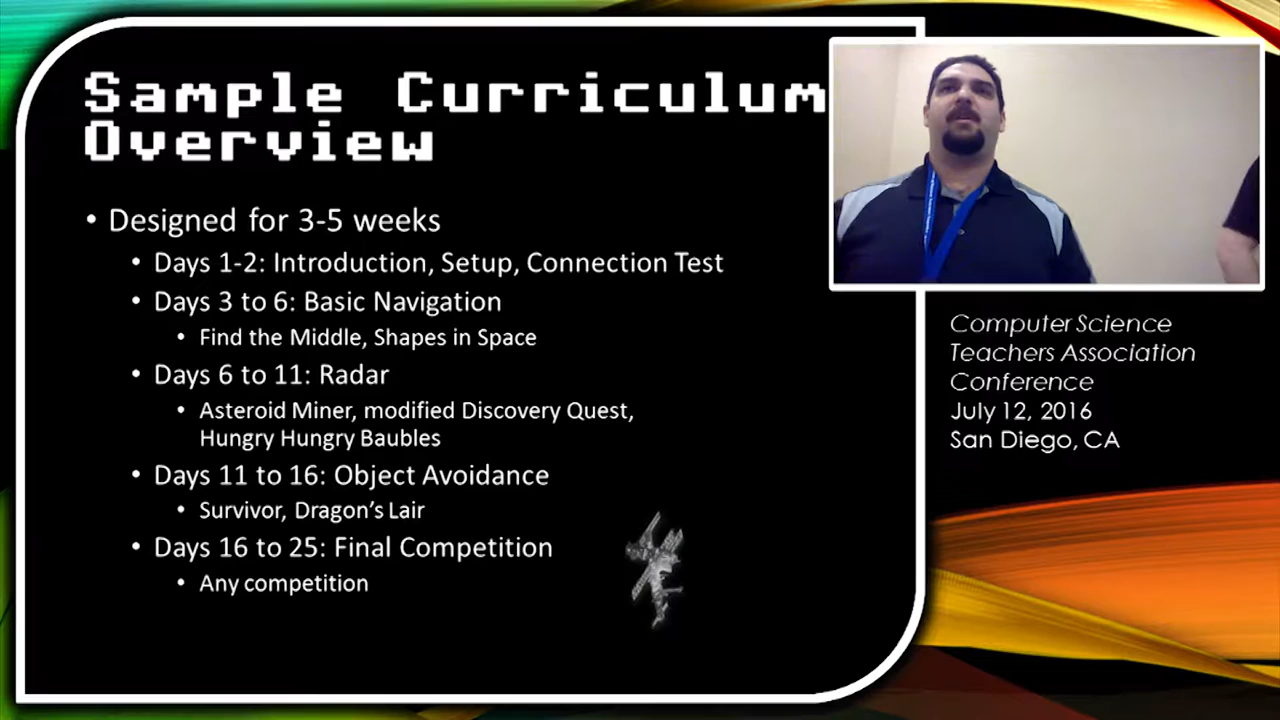 Sample Curriculum
Overview
• Designed for 3-5 weeks
• Days 1-2: Introduction, Setup, Connection Test
• Days 3 to 6: Basic Navigation
• Find the Middle, Shapes in Space
• Days 6 to 11: Radar
• Asteroid Miner, modified Discovery Quest,
Hungry Hungry Baubles
• Days 11 to 16: Object Avoidance
• Survivor, Dragon's Lair
• Days 16 to 25: Final Competition
• Any competition
Computer Science
Teachers Association
Conference
July 12, 2016
San Diego, CA